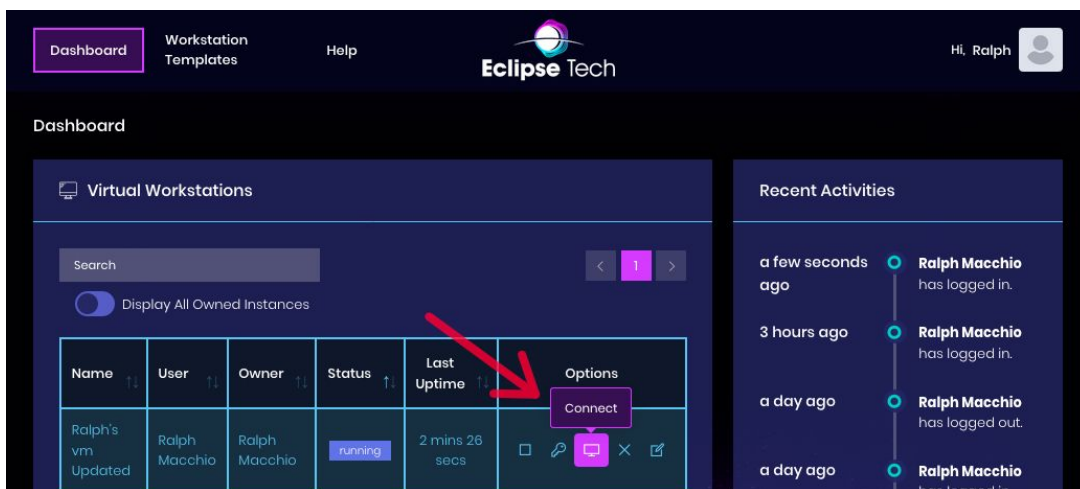 Dashboard
Workstation
Templates
Help
Eclipse Tech
Hi, Ralph
Dashboard
Virtual Workstations
Search
1
Display All Owned Instances
Name
User
Owner
Status
Last
Uptime
Options
Connect
Ralph's
vm
Updated
Ralph
Macchio
Ralph
Macchio
running
2 mins 26
secs
Recent Activities
a few seconds
ago
Ralph Macchio
has logged in.
3 hours ago
Ralph Macchio
has logged in.
a day ago
Ralph Macchio
has logged out.
a day ago
Ralph Macchio